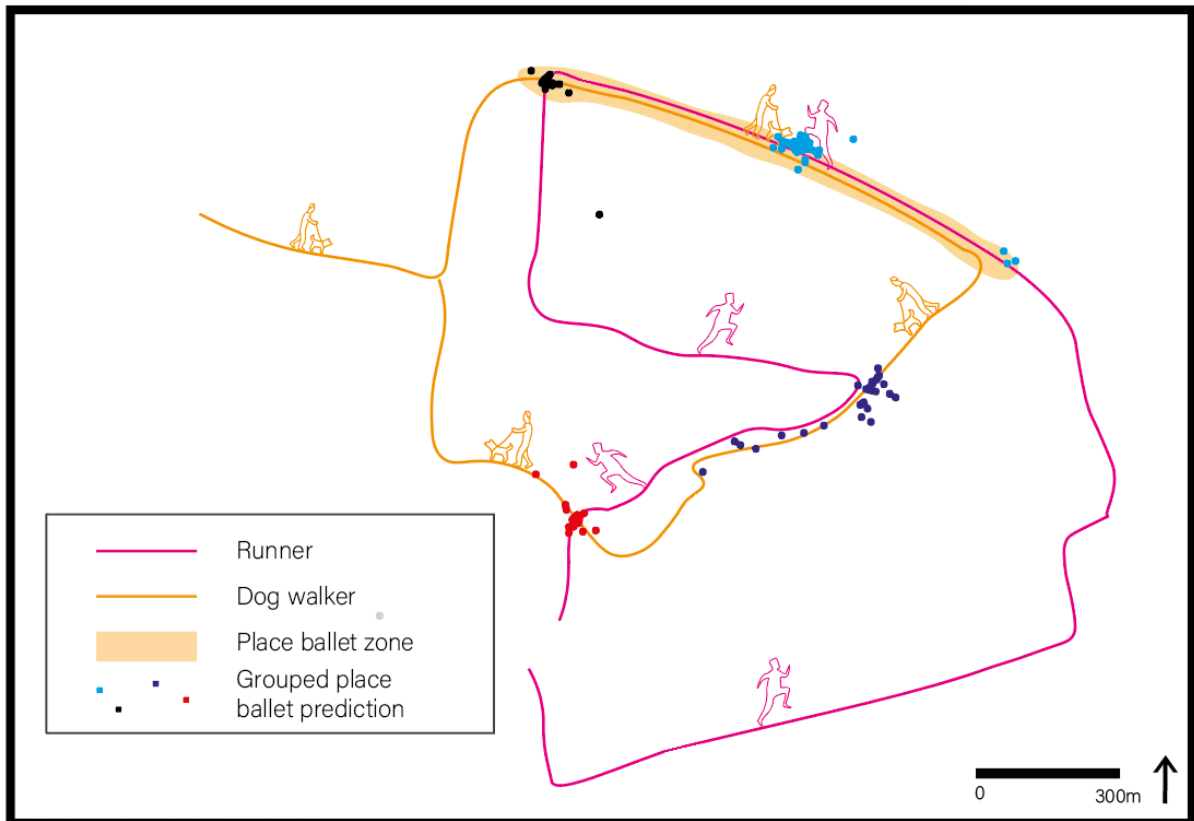 Runner
Dog walker
Place ballet zone
Grouped place
ballet prediction
0 300m